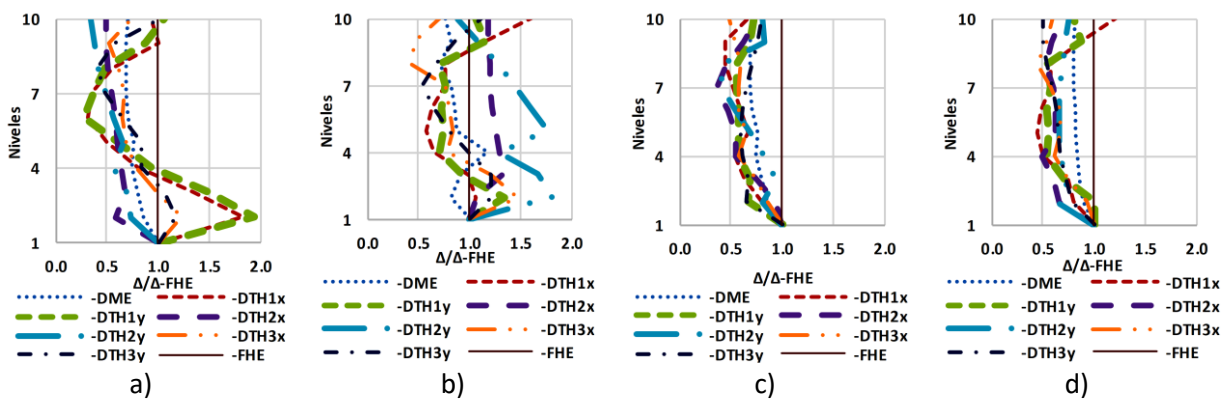 10
7
4
1
Niveles
0.0 0.5 1.0 1.5 2.0
Δ/Δ-FHE
-DME -DTH1x
-DTH1y -DTH2x
-DTH2y -DTH3x
-DTH3y -FHE
a)
10
7
4
1
Niveles
0.0 0.5 1.0 1.5 2.0
Δ/Δ-FHE
-DME -DTH1x
-DTH1y -DTH2x
-DTH2y -DTH3x
-DTH3y -FHE
b)
10
7
4
1
Niveles
0.0 0.5 1.0 1.5 2.0
Δ/Δ-FHE
-DME -DTH1x
-DTH1y -DTH2x
-DTH2y -DTH3x
-DTH3y -FHE
c)
10
7
4
1
Niveles
0.0 0.5 1.0 1.5 2.0
Δ/Δ-FHE
-DME -DTH1x
-DTH1y -DTH2x
-DTH2y -DTH3x
-DTH3y -FHE
d)